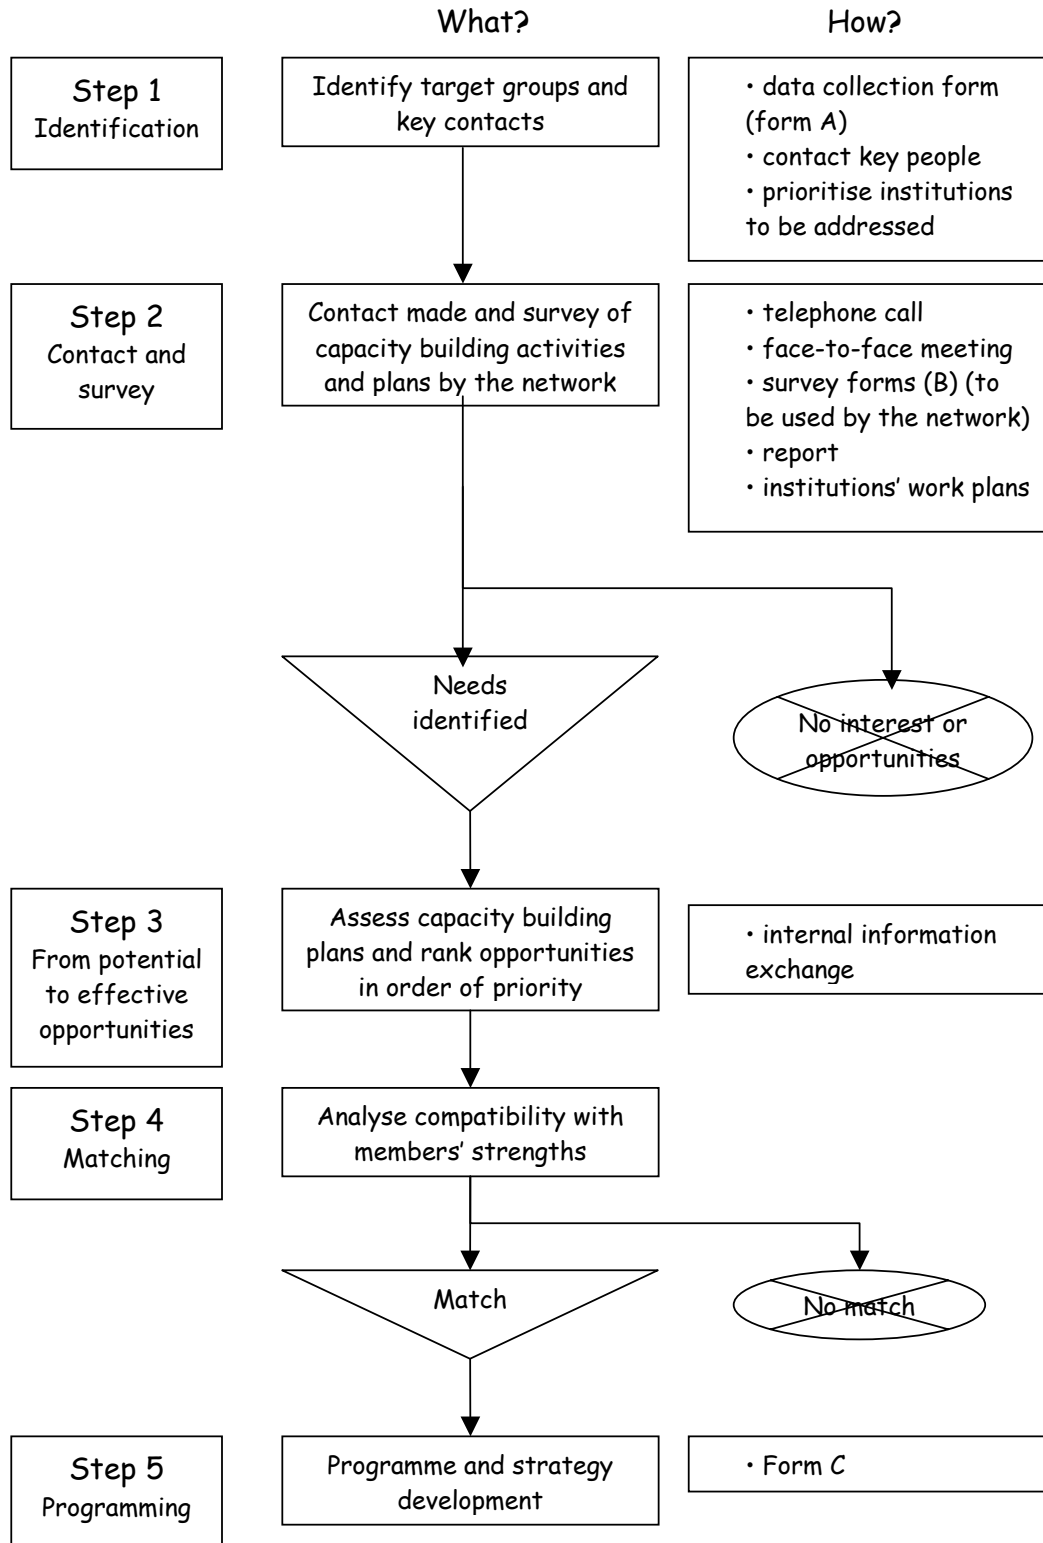 What?
How?
Step 1
Identification
Identify target groups and
key contacts
• data collection form
(form A)
• contact key people
• prioritise institutions
to be addressed
Step 2
Contact and
survey
Contact made and survey of
capacity building activities
and plans by the network
• telephone call
• face-to-face meeting
• survey forms (B) (to
be used by the network)
• report
• institutions’ work plans
Needs
identified
No interest or
opportunities
Step 3
From potential
to effective
opportunities
Assess capacity building
plans and rank opportunities
in order of priority
• internal information
exchange
Step 4
Matching
Analyse compatibility with
members’ strengths
Match
No match
Step 5
Programming
Programme and strategy
development
• Form C